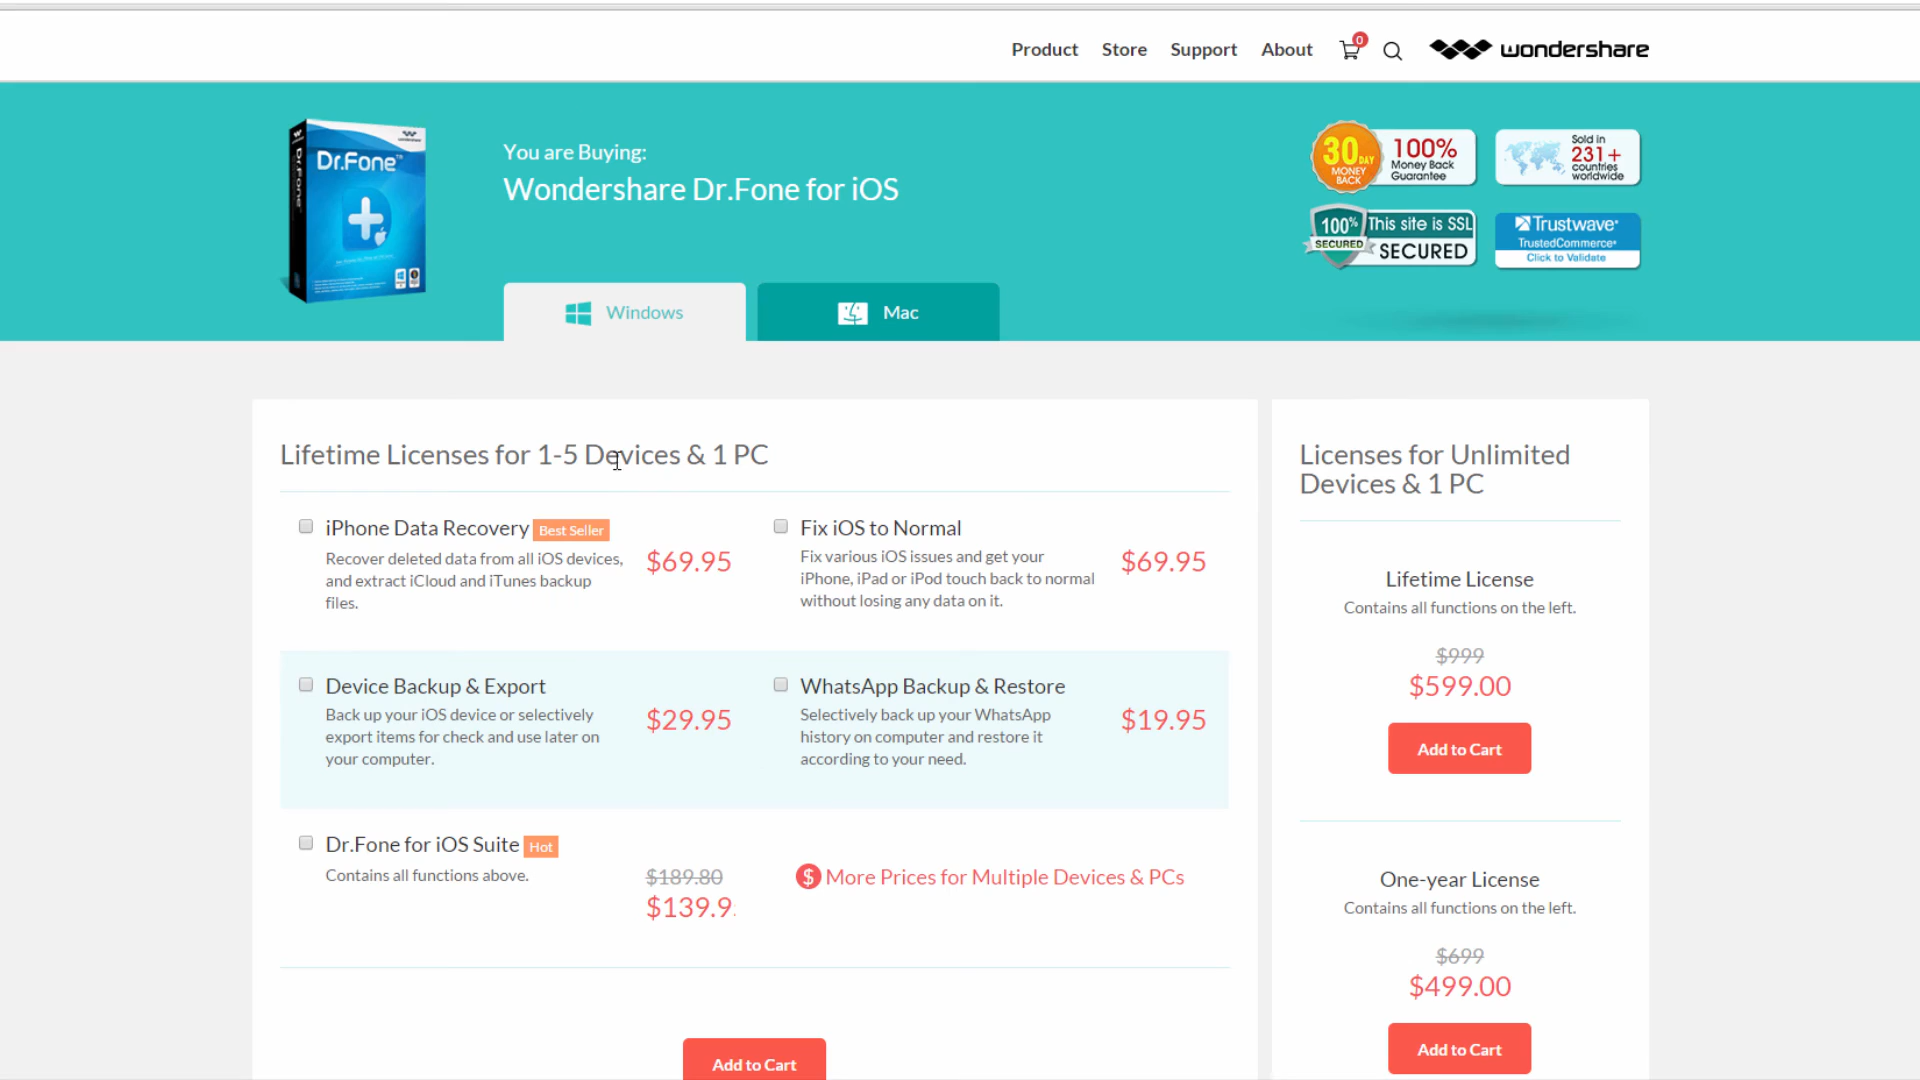 Product Store Support About 0 wondershare
wondershare
Dr.Fone™
Dr.Fone
You are Buying:
Wondershare Dr.Fone for iOS
30 DAY
MONEY
BACK
100%
Money Back
Guarantee
Sold in
231+
countries
worldwide
100%
SECURED
This site is SSL
SECURED
Trustwave®
TrustedCommerce®
Click to Validate
Windows
Mac
Lifetime Licenses for 1-5 Devices & 1 PC
iPhone Data Recovery Best Seller
Recover deleted data from all iOS devices,
and extract iCloud and iTunes backup
files.
$69.95
Fix iOS to Normal
Fix various iOS issues and get your
iPhone, iPad or iPod touch back to normal
without losing any data on it.
$69.95
Device Backup & Export
Back up your iOS device or selectively
export items for check and use later on
your computer.
$29.95
WhatsApp Backup & Restore
Selectively back up your WhatsApp
history on computer and restore it
according to your need.
$19.95
Dr.Fone for iOS Suite Hot
Contains all functions above.
$189.80
$139.9
$ More Prices for Multiple Devices & PCs
Add to Cart
Licenses for Unlimited
Devices & 1 PC
Lifetime License
Contains all functions on the left.
$999
$599.00
Add to Cart
One-year License
Contains all functions on the left.
$699
$499.00
Add to Cart